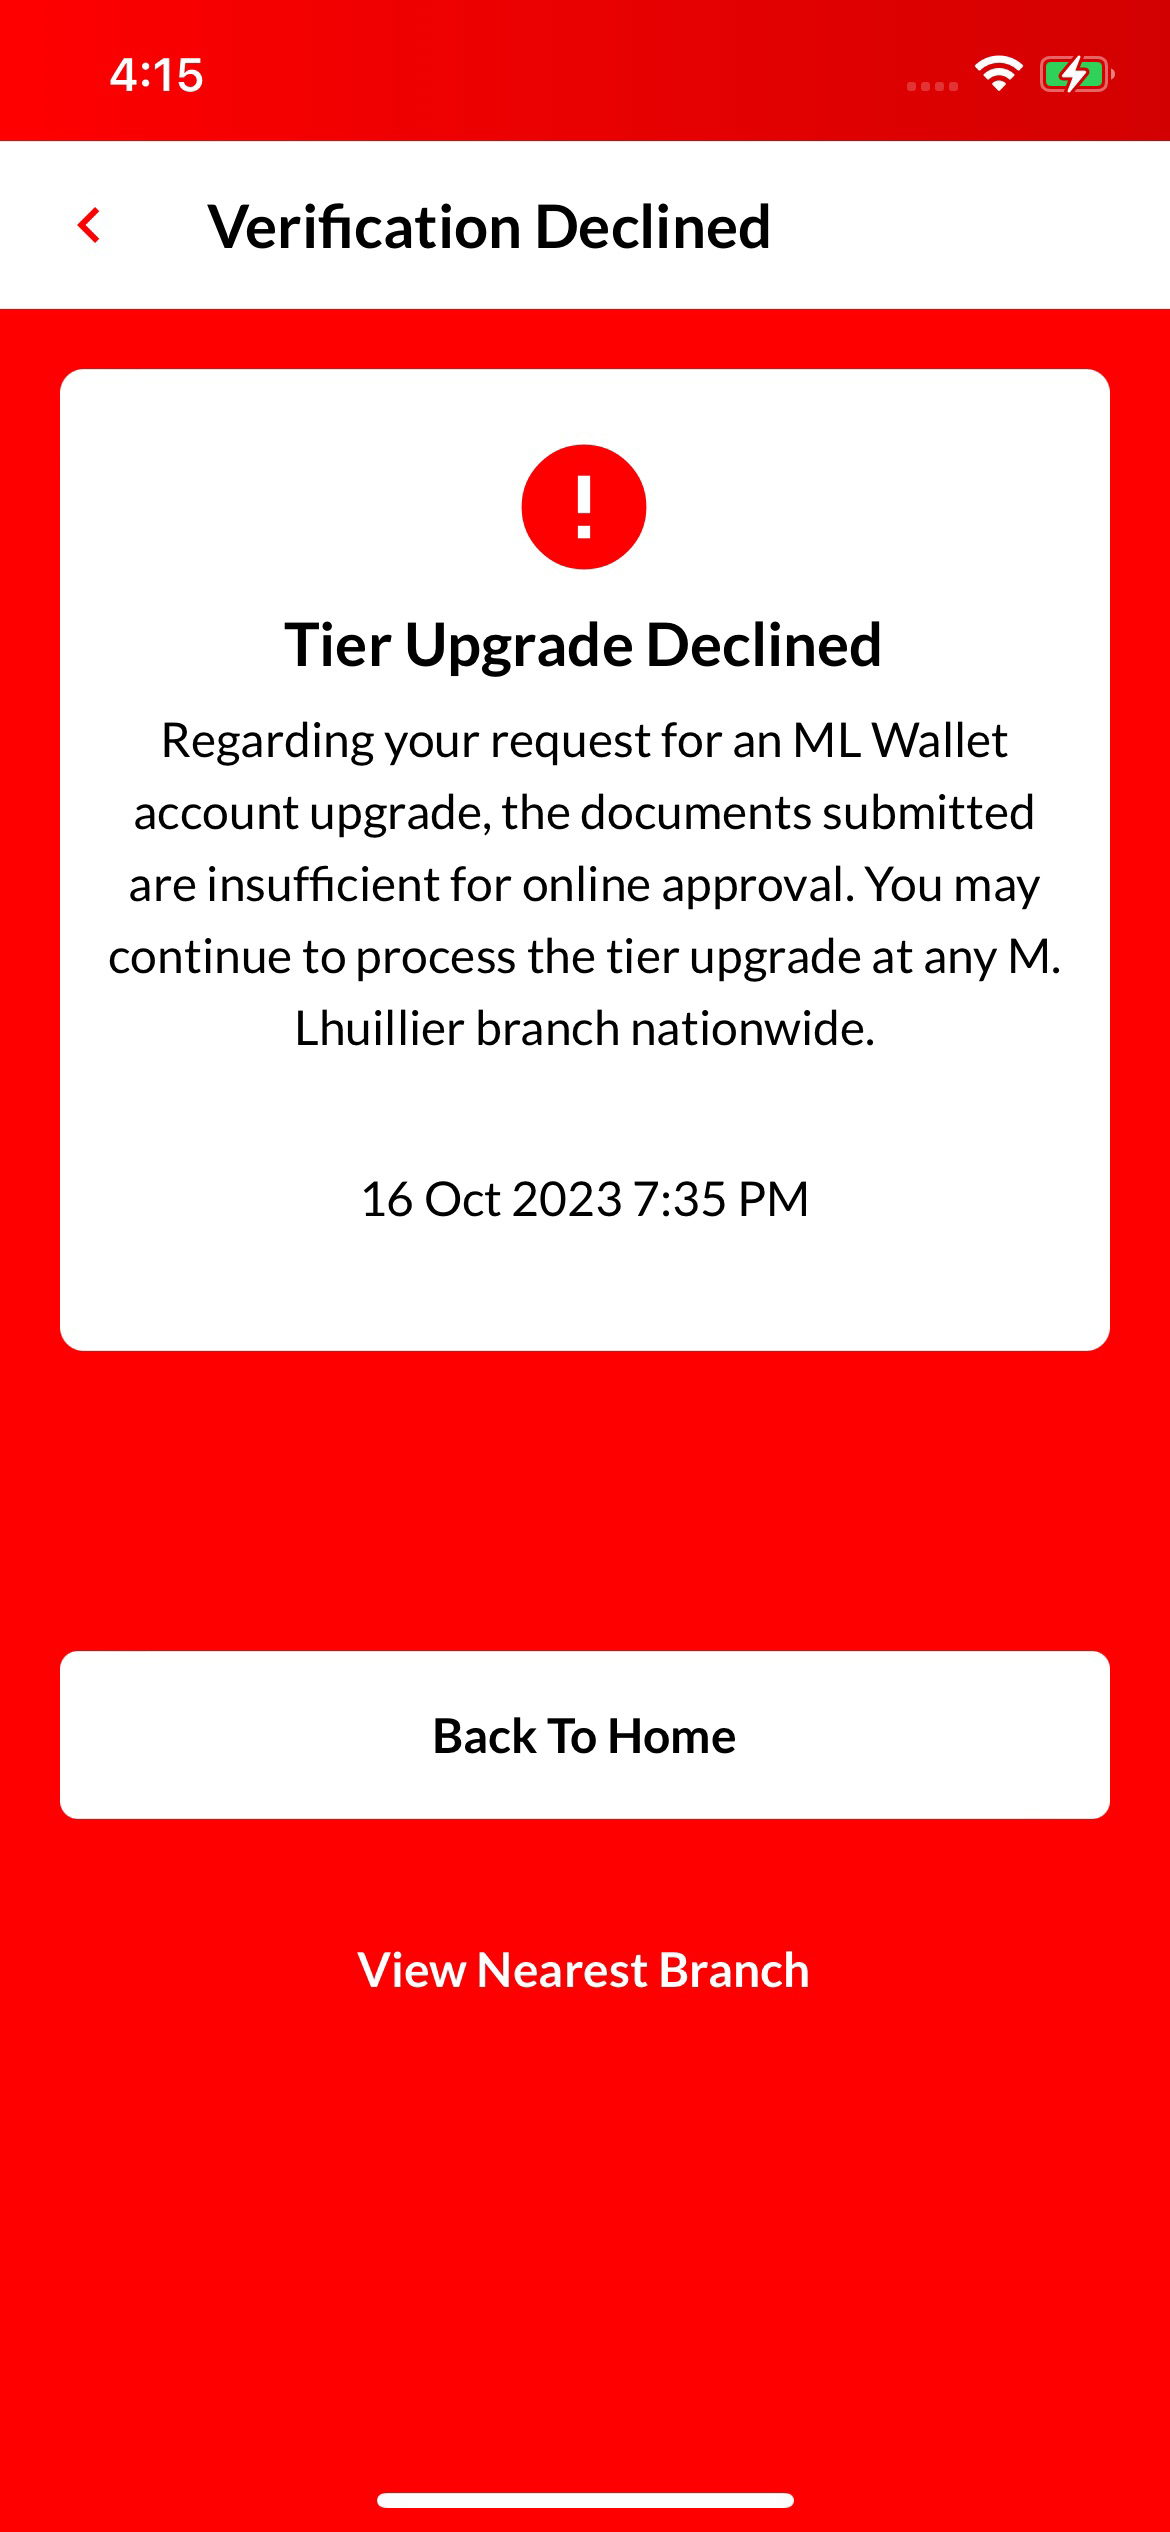 4:15
Verification Declined
!
Tier Upgrade Declined
Regarding your request for an ML Wallet
account upgrade, the documents submitted
are insufficient for online approval. You may
continue to process the tier upgrade at any M.
Lhuillier branch nationwide.
16 Oct 2023 7:35 PM
Back To Home
View Nearest Branch